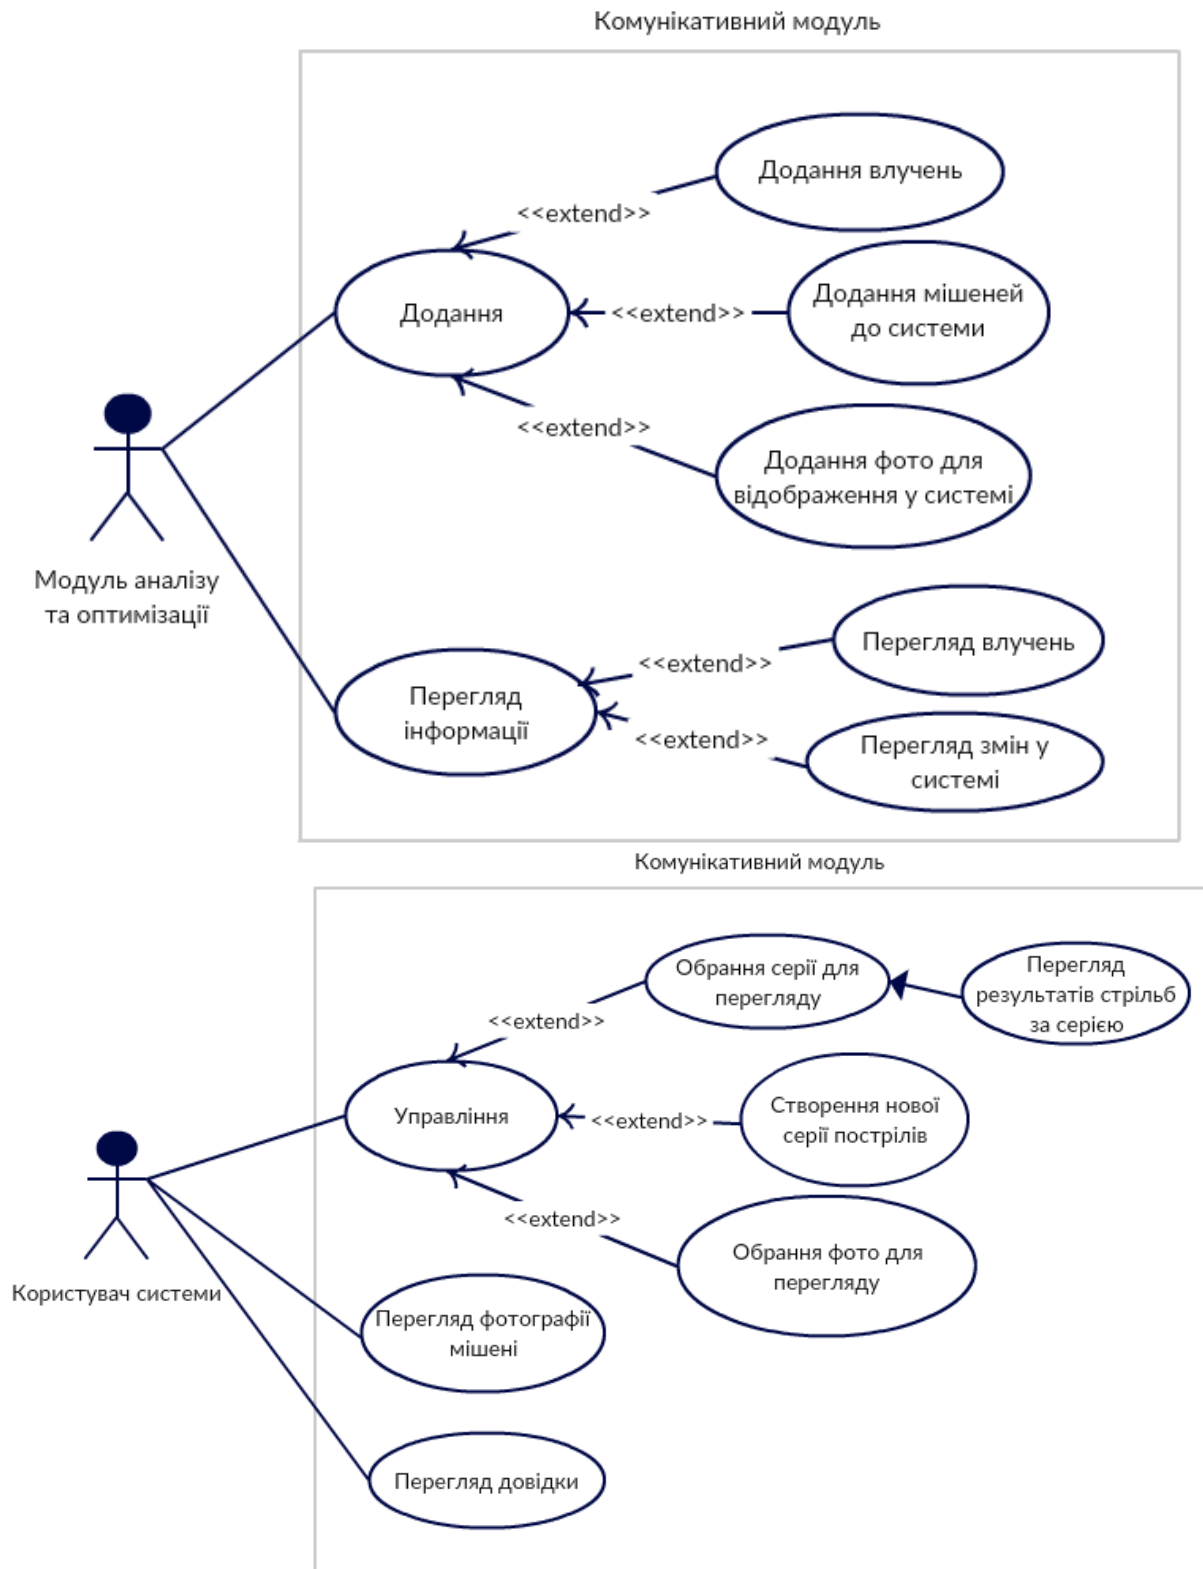 Комунікативний модуль
Додання влучень
<<extend>>
Додання
<<extend>>
Додання мішеней
до системи
<<extend>>
Додання фото для
відображення у системі
Модуль аналізу
та оптимізації
Перегляд
інформації
<<extend>>
Перегляд влучень
<<extend>>
Перегляд змін у
системі
Комунікативний модуль
Обрання серії для
перегляду
Перегляд
результатів стрільб
за серією
<<extend>>
Управління
<<extend>>
Створення нової
серії пострілів
<<extend>>
Обрання фото для
перегляду
Користувач системи
Перегляд фотографії
мішені
Перегляд довідки